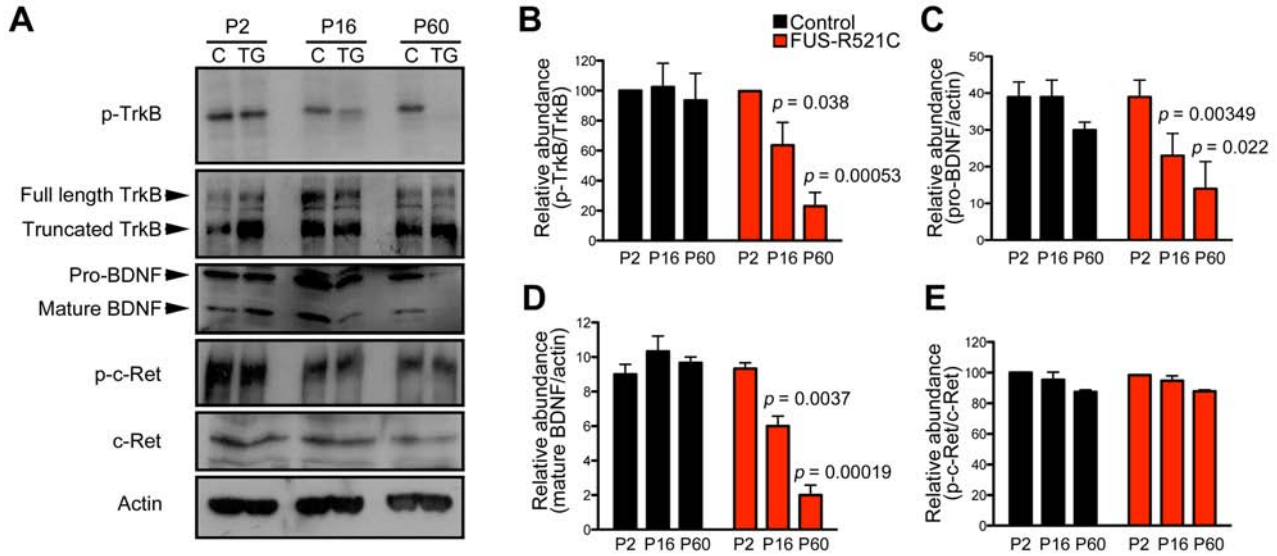 A
P2 P16 P60
C TG C TG C TG
p-TrkB
Full length TrkB
Truncated TrkB
Pro-BDNF
Mature BDNF
p-c-Ret
c-Ret
Actin
B
Control
FUS-R521C
Relative abundance
(p-TrkB/TrkB)
120
100
80
60
40
20
0
p = 0.038
p = 0.00053
P2 P16 P60 P2 P16 P60
C
Relative abundance
(pro-BDNF/actin)
50
40
30
20
10
0
p = 0.00349
p = 0.022
P2 P16 P60 P2 P16 P60
D
Relative abundance
(mature BDNF/actin)
12
10
8
6
4
2
0
p = 0.0037
p = 0.00019
P2 P16 P60 P2 P16 P60
E
Relative abundance
(p-c-Ret/c-Ret)
120
100
80
60
40
20
0
P2 P16 P60 P2 P16 P60